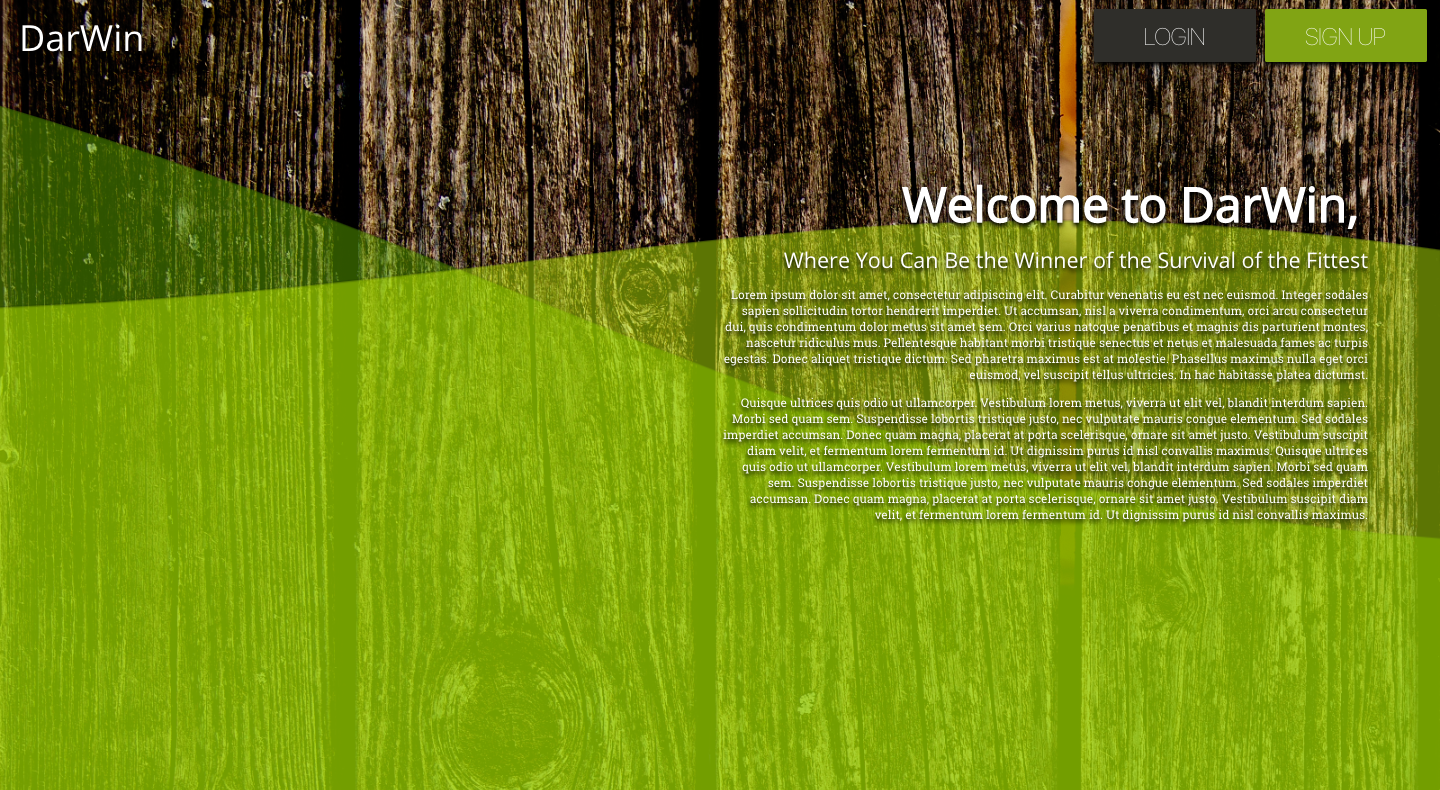 DarWin
LOGIN
SIGN UP
Welcome to DarWin,
Where You Can Be the Winner of the Survival of the Fittest
Lorem ipsum dolor sit amet, consectetur adipiscing elit. Curabitur venenatis eu est nec euismod. Integer sodales
sapien sollicitudin tortor hendrerit imperdiet. Ut accumsan, nisl a viverra condimentum, orci arcu consectetur
dui, quis condimentum dolor metus sit amet sem. Orci varius natoque penatibus et magnis dis parturient montes,
nascetur ridiculus mus. Pellentesque habitant morbi tristique senectus et netus et malesuada fames ac turpis
egestas. Donec aliquet tristique dictum. Sed pharetra maximus est at molestie. Phasellus maximus nulla eget orci
euismod, vel suscipit tellus ultricies. In hac habitasse platea dictumst.
Quisque ultrices quis odio ut ullamcorper. Vestibulum lorem metus, viverra ut elit vel, blandit interdum sapien.
Morbi sed quam sem. Suspendisse lobortis tristique justo, nec vulputate mauris congue elementum. Sed sodales
imperdiet accumsan. Donec quam magna, placerat at porta scelerisque, ornare sit amet justo. Vestibulum suscipit
diam velit, et fermentum lorem fermentum id. Ut dignissim purus id nisl convallis maximus. Quisque ultrices
quis odio ut ullamcorper. Vestibulum lorem metus, viverra ut elit vel, blandit interdum sapien. Morbi sed quam
sem. Suspendisse lobortis tristique justo, nec vulputate mauris congue elementum. Sed sodales imperdiet
accumsan. Donec quam magna, placerat at porta scelerisque, ornare sit amet justo. Vestibulum suscipit diam
velit, et fermentum lorem fermentum id. Ut dignissim purus id nisl convallis maximus.